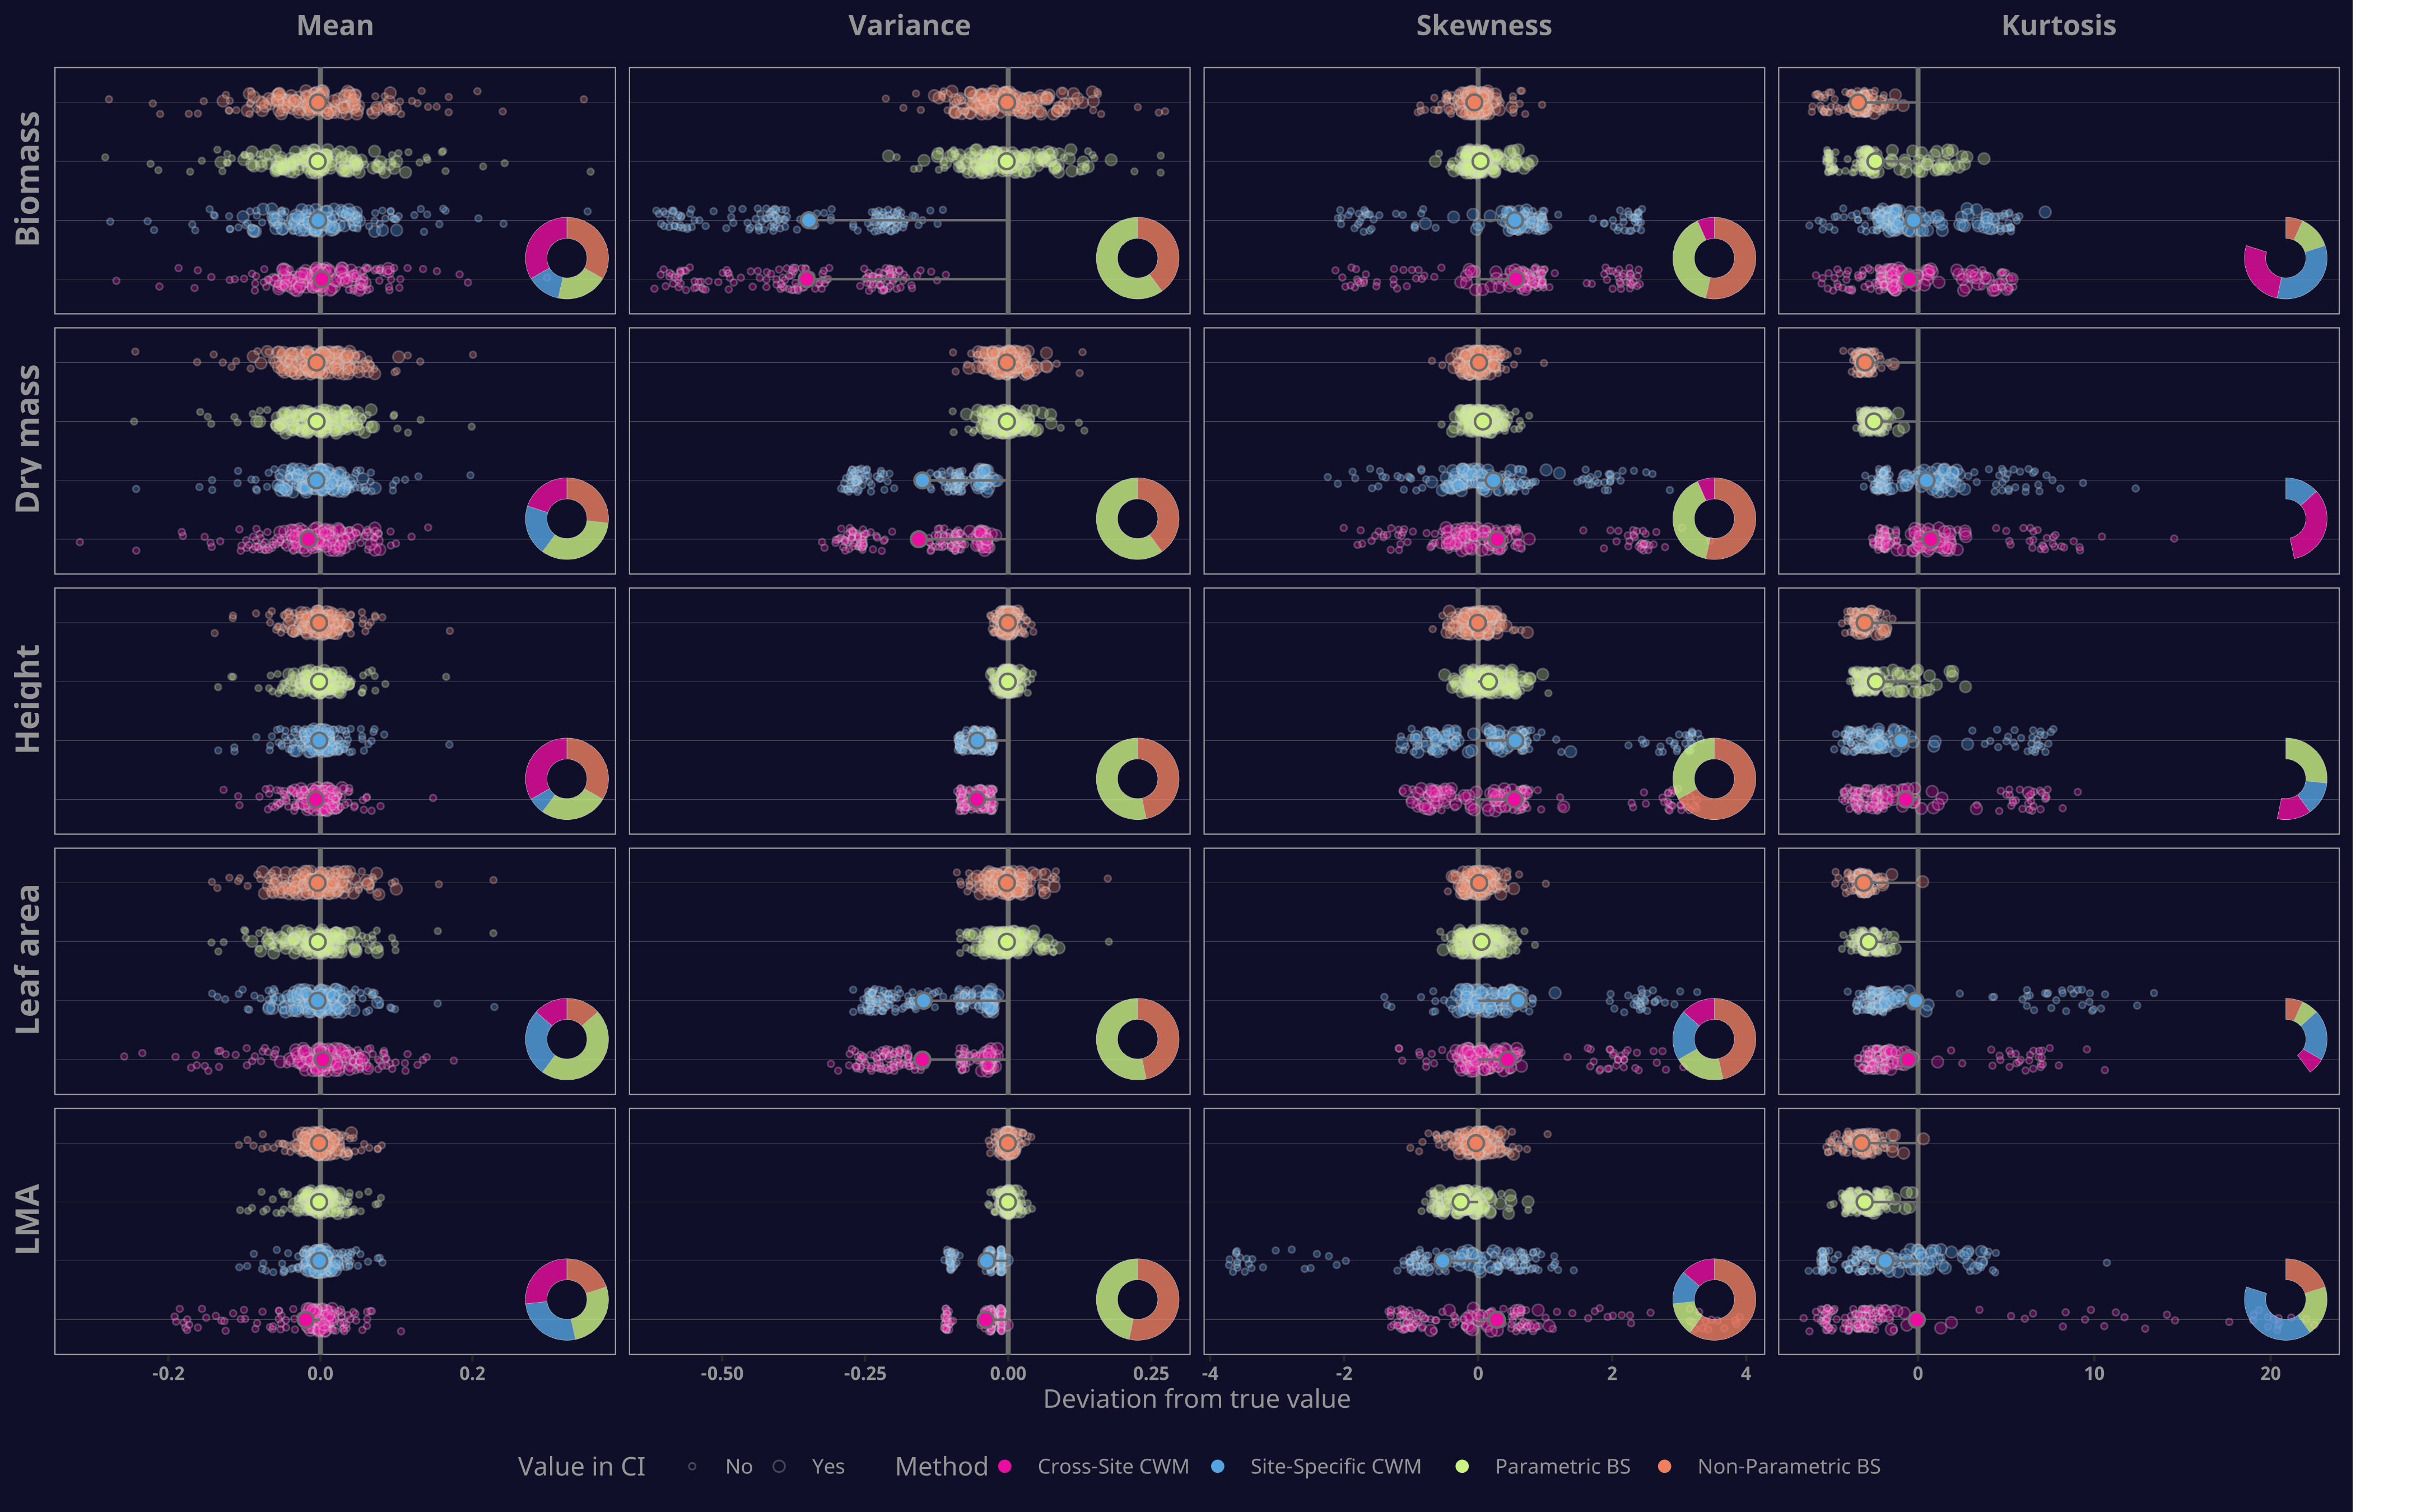 Mean Variance Skewness Kurtosis
Biomass
Dry mass
Height
Leaf area
LMA
-0.2 0.0 0.2 -0.50 -0.25 0.00 0.25 -4 -2 0 2 4 0 10 20
Deviation from true value
Value in CI No Yes Method Cross-Site CWM Site-Specific CWM Parametric BS Non-Parametric BS